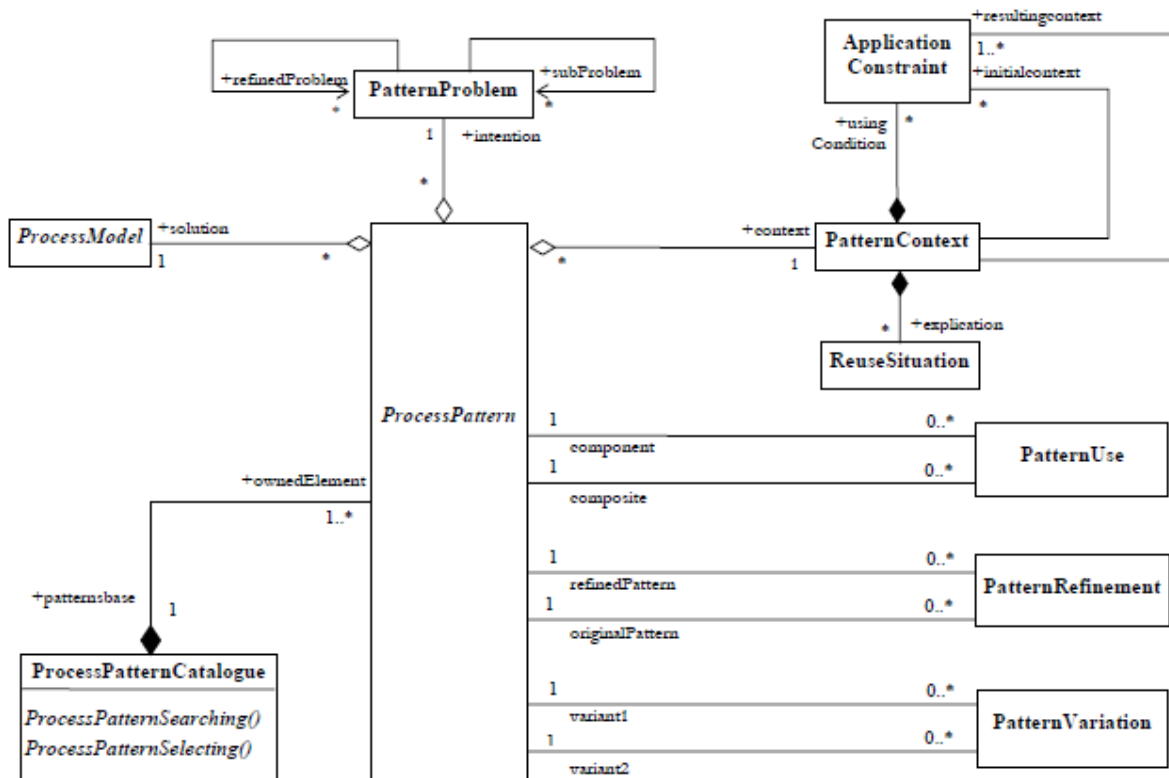 +resultingcontext
Application
Constraint
1..*
+initialcontext
*
+refinedProblem
*
PatternProblem
+subProblem
*
1
+intention
*
+using
Condition
*
ProcessModel
+solution
1
*
+context
*
1
PatternContext
*
+explication
ReuseSituation
ProcessPattern
1
0..*
component
PatternUse
1
0..*
composite
+ownedElement
1..*
1
0..*
refinedPattern
PatternRefinement
1
0..*
originalPattern
+patternsbase
1
ProcessPatternCatalogue
ProcessPatternSearching()
ProcessPatternSelecting()
1
0..*
variant1
PatternVariation
1
0..*
variant2